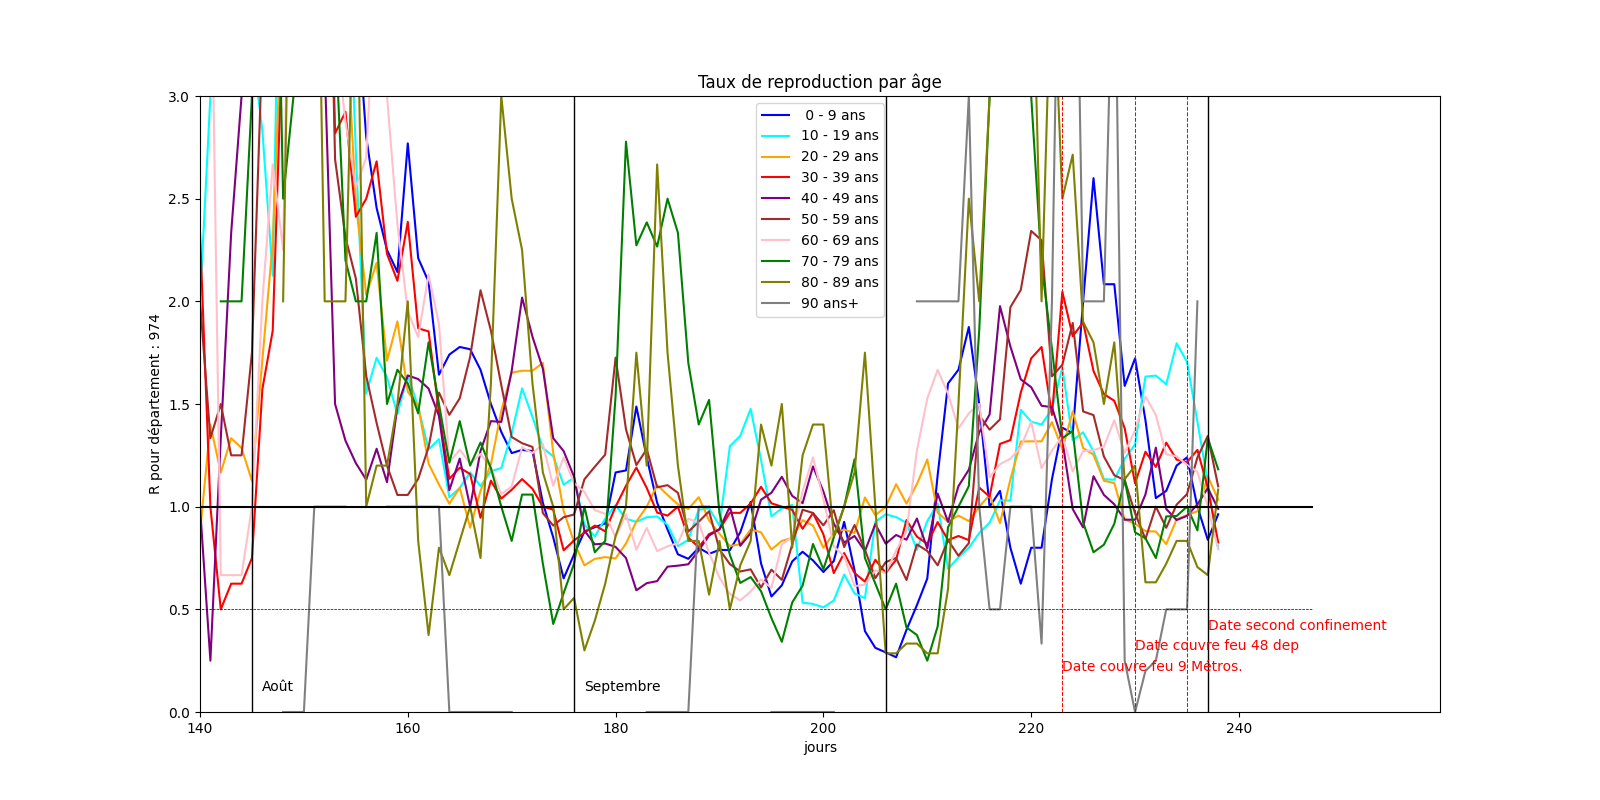 Taux de reproduction par âge
R pour département : 974
3.0
2.5
2.0
1.5
1.0
0.5
0.0
0 - 9 ans
10 - 19 ans
20 - 29 ans
30 - 39 ans
40 - 49 ans
50 - 59 ans
60 - 69 ans
70 - 79 ans
80 - 89 ans
90 ans+
Date second confinement
Date couvre feu 48 dep
Date couvre feu 9 Métros.
Août
Septembre
140
160
180
200
220
240
jours